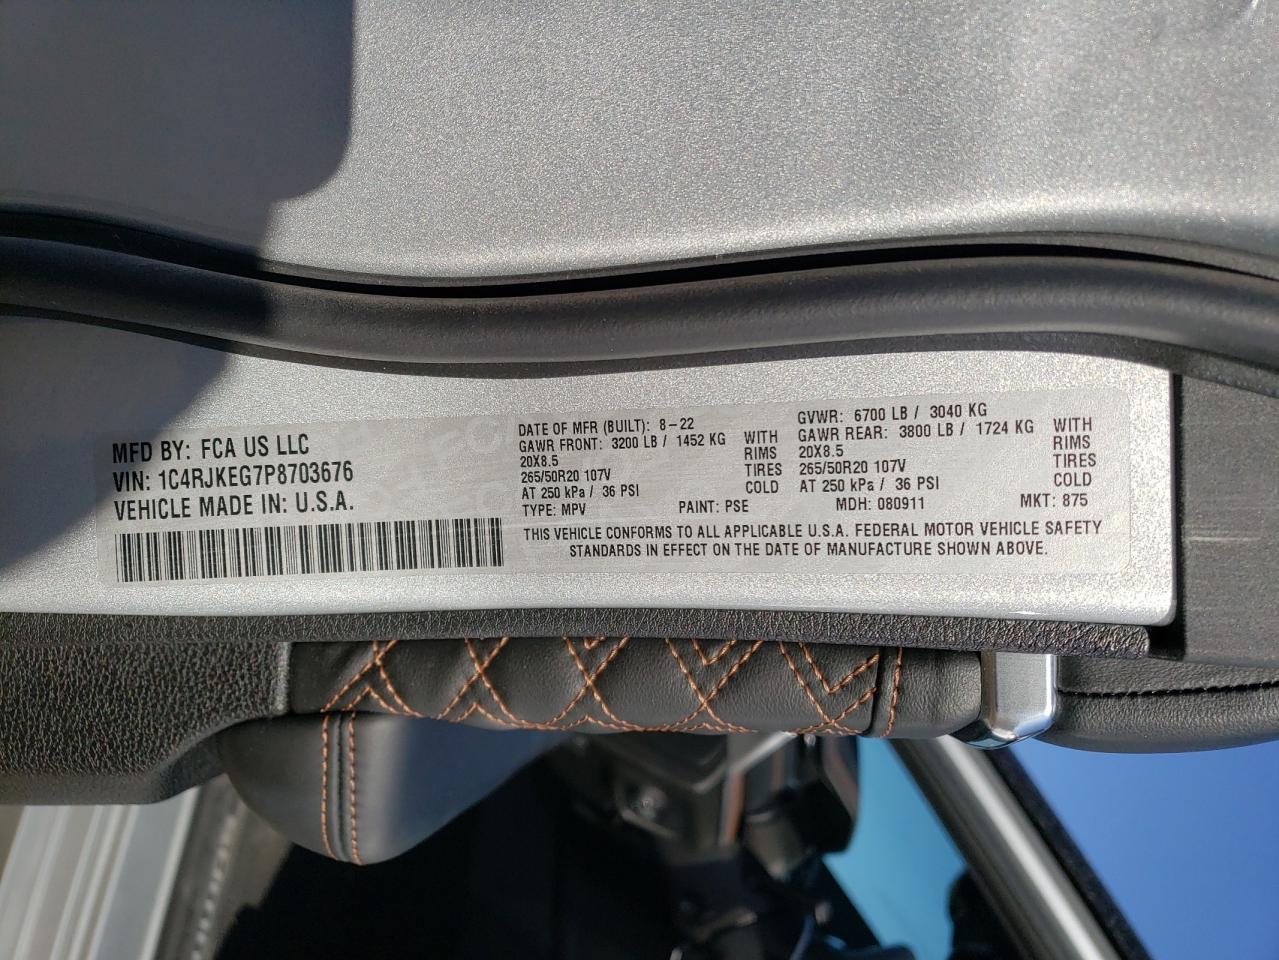 MFD BY: FCA US LLC
VIN: 1C4RJKEG7P8703676
VEHICLE MADE IN: U.S.A.
DATE OF MFR (BUILT): 8-22
GAWR FRONT: 3200 LB / 1452 KG WITH
20X8.5 RIMS
265/50R20 107V TIRES
AT 250 kPa / 36 PSI COLD
TYPE: MPV PAINT: PSE
GVWR: 6700 LB / 3040 KG
GAWR REAR: 3800 LB / 1724 KG WITH
20X8.5 RIMS
265/50R20 107V TIRES
AT 250 kPa / 36 PSI COLD
MDH: 080911 MKT: 875
THIS VEHICLE CONFORMS TO ALL APPLICABLE U.S.A. FEDERAL MOTOR VEHICLE SAFETY
STANDARDS IN EFFECT ON THE DATE OF MANUFACTURE SHOWN ABOVE.